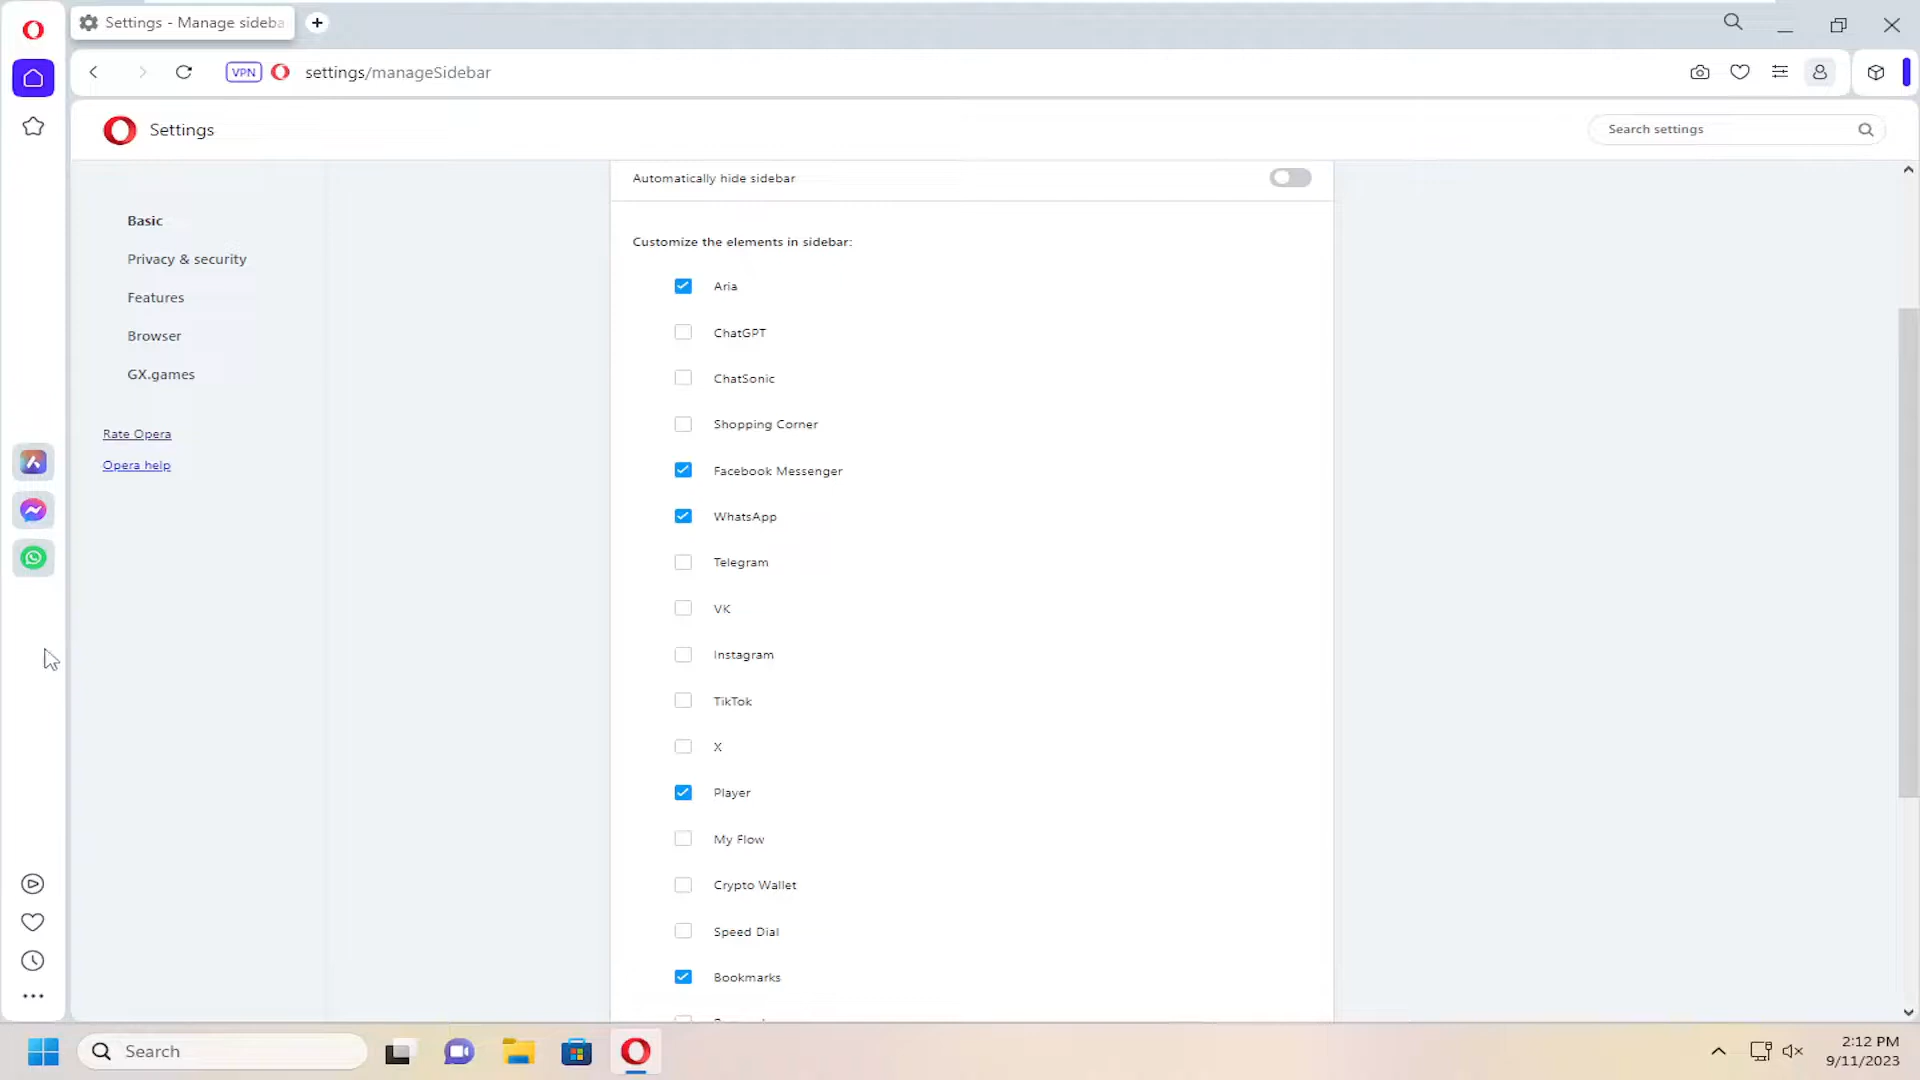 Settings - Manage sideba
VPN
settings/manageSidebar
Settings
Search settings
Automatically hide sidebar
Basic
Privacy & security
Features
Browser
GX.games
Rate Opera
Opera help
Customize the elements in sidebar:
Aria
ChatGPT
ChatSonic
Shopping Corner
Facebook Messenger
WhatsApp
Telegram
VK
Instagram
TikTok
X
Player
My Flow
Crypto Wallet
Speed Dial
Bookmarks
Search
2:12 PM
9/11/2023